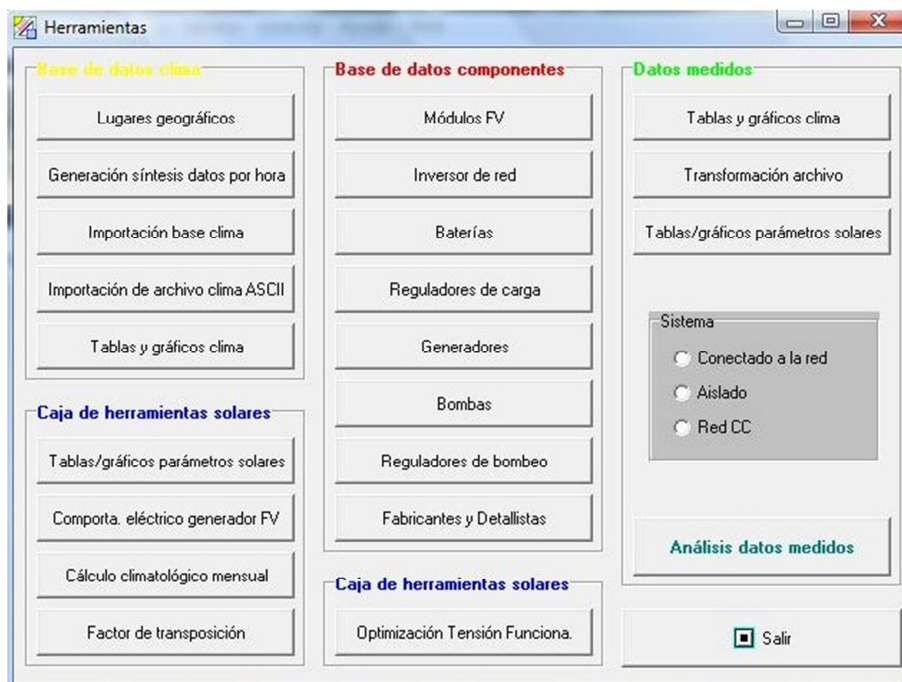 Herramientas
Base de datos clima
Lugares geográficos
Generación síntesis datos por hora
Importación base clima
Importación de archivo clima ASCII
Tablas y gráficos clima
Caja de herramientas solares
Tablas/gráficos parámetros solares
Comporta. eléctrico generador FV
Cálculo climatológico mensual
Factor de transposición
Base de datos componentes
Módulos FV
Inversor de red
Baterías
Reguladores de carga
Generadores
Bombas
Reguladores de bombeo
Fabricantes y Detallistas
Caja de herramientas solares
Optimización Tensión Funciona.
Datos medidos
Tablas y gráficos clima
Transformación archivo
Tablas/gráficos parámetros solares
Sistema
Conectado a la red
Aislado
Red CC
Análisis datos medidos
Salir